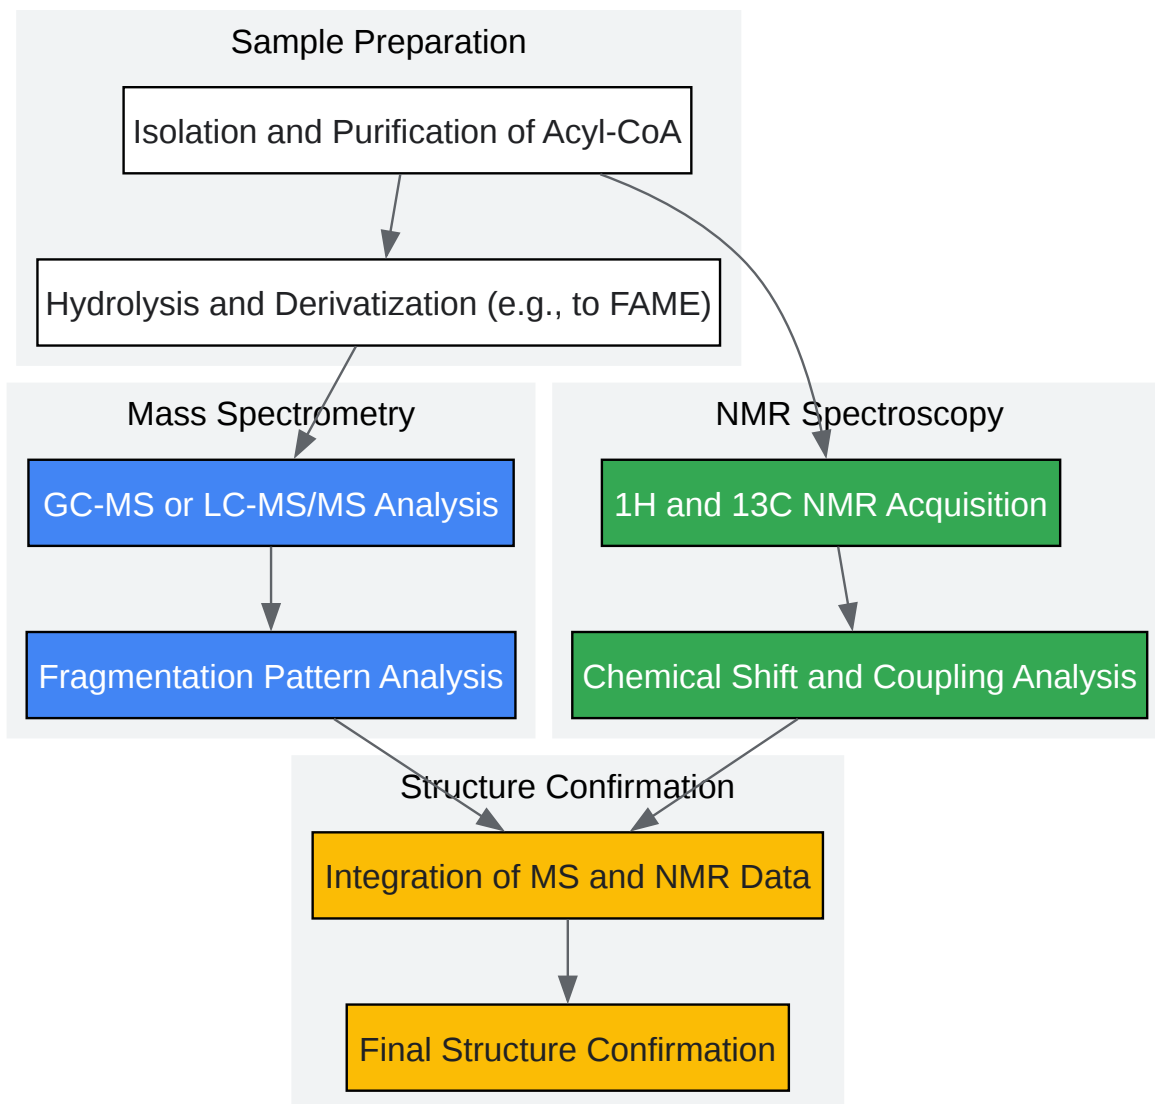 Sample Preparation
Isolation and Purification of Acyl-CoA
Hydrolysis and Derivatization (e.g., to FAME)
Mass Spectrometry
GC-MS or LC-MS/MS Analysis
Fragmentation Pattern Analysis
NMR Spectroscopy
1H and 13C NMR Acquisition
Chemical Shift and Coupling Analysis
Structure Confirmation
Integration of MS and NMR Data
Final Structure Confirmation